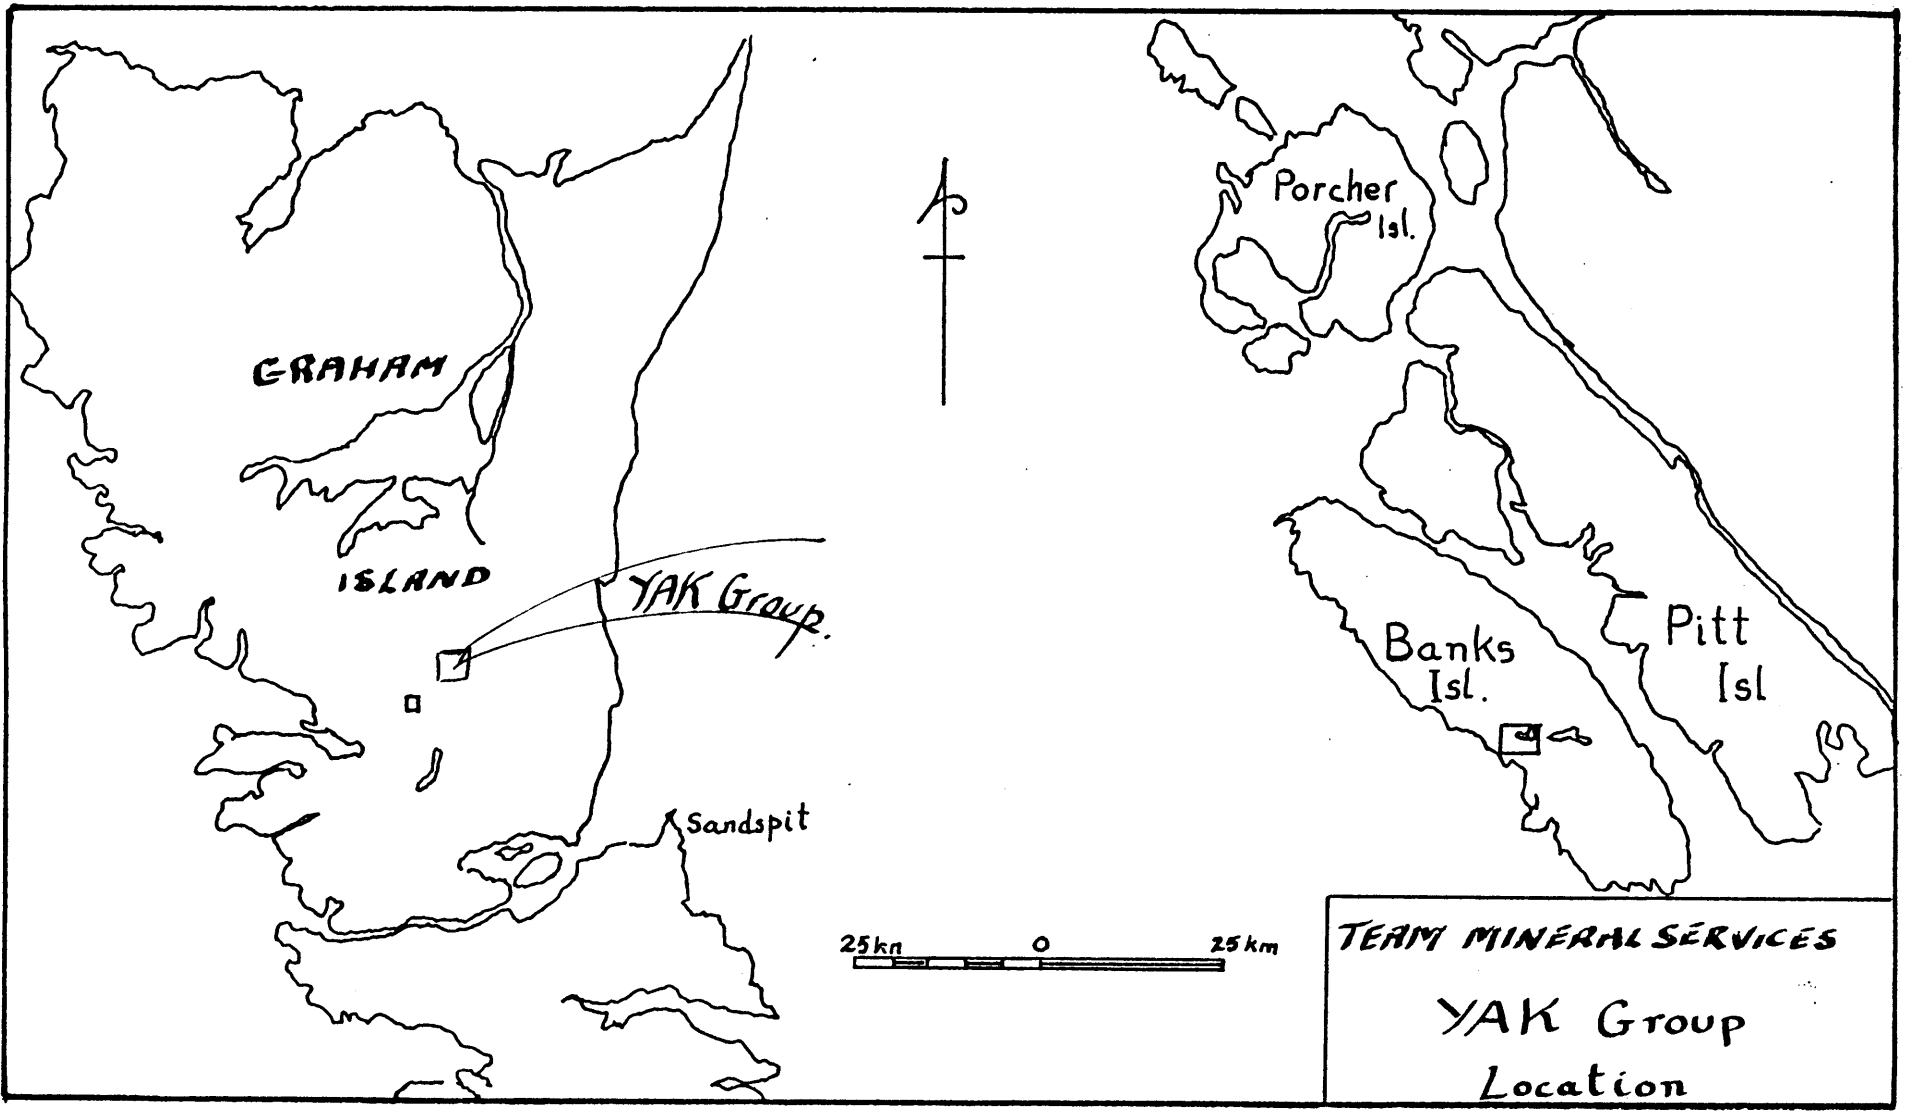 Porcher
Isl.
GRAHAM
ISLAND
YAK Group.
Banks
Isl.
Pitt
Isl
Sandspit
25km 0 25km
TEAM MINERAL SERVICES
YAK Group
Location